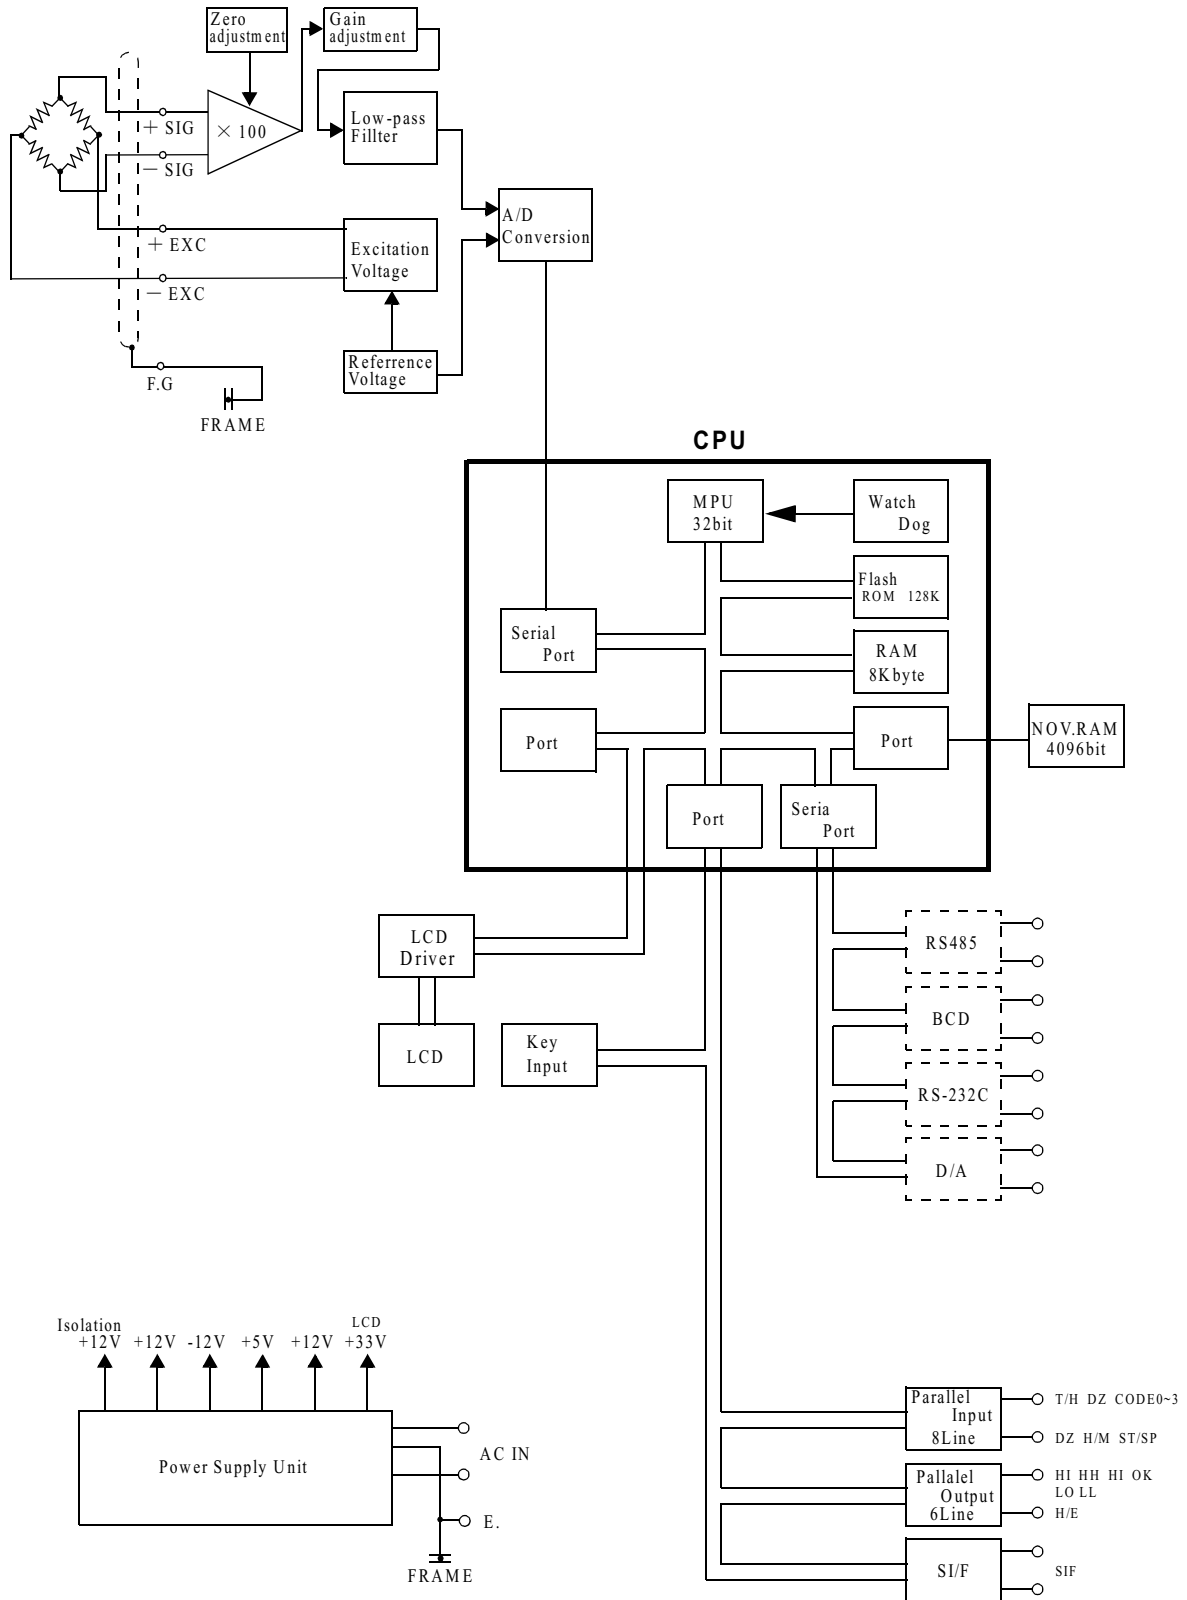 Zero
adjustment
Gain
adjustment
Low-pass
Fillter
× 100
+ SIG
− SIG
A/D
Conversion
+ EXC
− EXC
Excitation
Voltage
Referrence
Voltage
F.G
FRAME
CPU
MPU
32bit
Watch
Dog
Flash
ROM 128K
Serial
Port
RAM
8Kbyte
Port
Port
NOV.RAM
4096bit
Port
Seria
Port
LCD
Driver
RS485
LCD
Key
Input
BCD
RS-232C
D/A
Isolation
+12V +12V -12V +5V +12V
LCD
+33V
Power Supply Unit
AC IN
E.
FRAME
Parallel
Input
8Line
T/H DZ CODE0~3
DZ H/M ST/SP
Pallalel
Output
6Line
HI HH HI OK
LO LL
H/E
SI/F
SIF